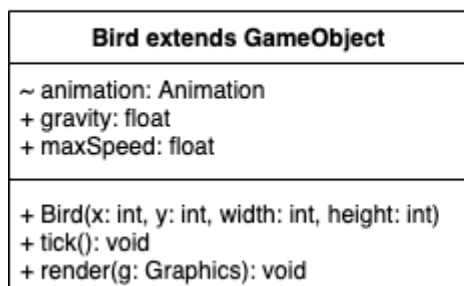 Bird extends GameObject
~ animation: Animation
+ gravity: float
+ maxSpeed: float
+ Bird(x: int, y: int, width: int, height: int)
+ tick(): void
+ render(g: Graphics): void